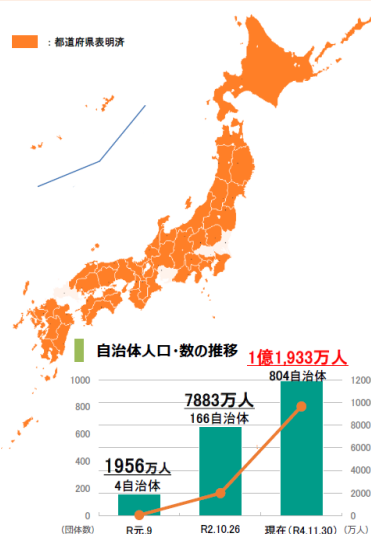 ：都道府県表明済
自治体人口・数の推移
1億1,933万人
804自治体
7883万人
166自治体
1956万人
4自治体
1000
800
600
400
200
0
12000
10000
8000
6000
4000
2000
0
(団体数)
R元.9
R2.10.26
現在（R4.11.30）
(万人)